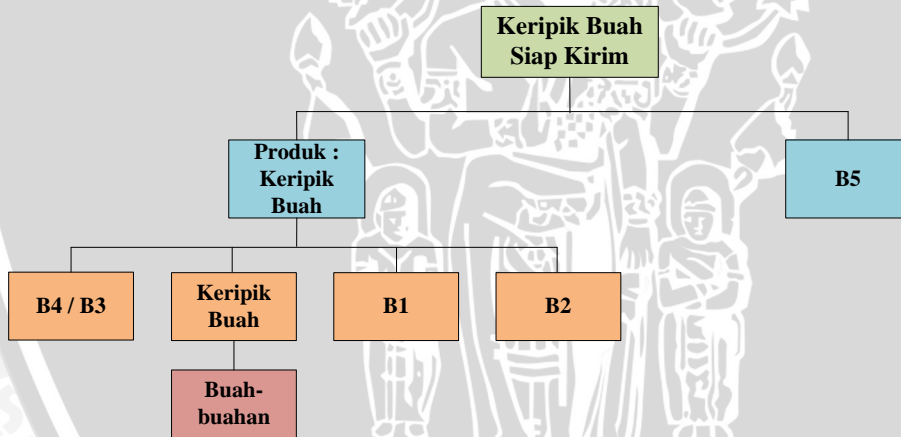 Keripik Buah
Siap Kirim
Produk :
Keripik
Buah
B5
B4 / B3
Keripik
Buah
B1
B2
Buah-
buahan